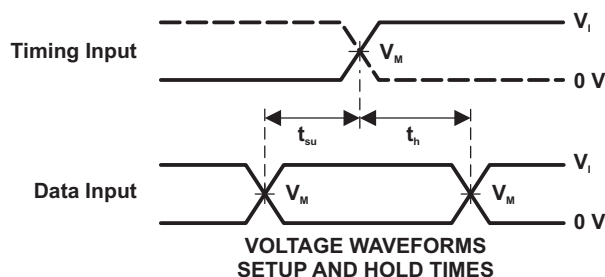 Timing Input
V_I
V_M
0 V
t_su
t_h
Data Input
V_I
V_M
V_M
0 V
VOLTAGE WAVEFORMS
SETUP AND HOLD TIMES